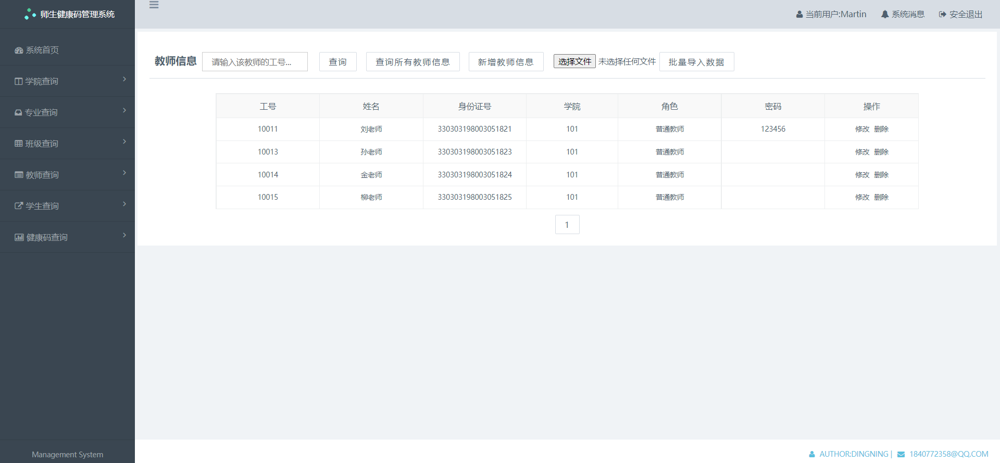 师生健康码管理系统
当前用户:Martin 系统消息 安全退出
系统首页
学院查询
专业查询
班级查询
教师查询
学生查询
健康码查询
教师信息 请输入该教师的工号... 查询 查询所有教师信息 新增教师信息 选择文件 未选择任何文件 批量导入数据
工号 姓名 身份证号 学院 角色 密码 操作
10011 刘老师 330303198003051821 101 普通教师 123456 修改 删除
10013 孙老师 330303198003051823 101 普通教师 修改 删除
10014 金老师 330303198003051824 101 普通教师 修改 删除
10015 柳老师 330303198003051825 101 普通教师 修改 删除
1
Management System
AUTHOR:DINGNING | 1840772358@QQ.COM